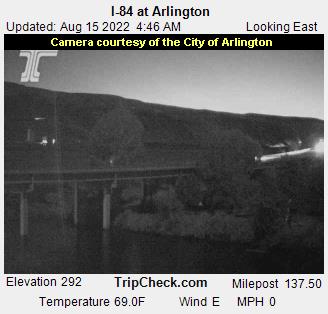 I-84 at Arlington
Updated: Aug 15 2022 4:46 AM Looking East
Camera courtesy of the City of Arlington
Elevation 292 TripCheck.com Milepost 137.50
Temperature 69.0F Wind E MPH 0